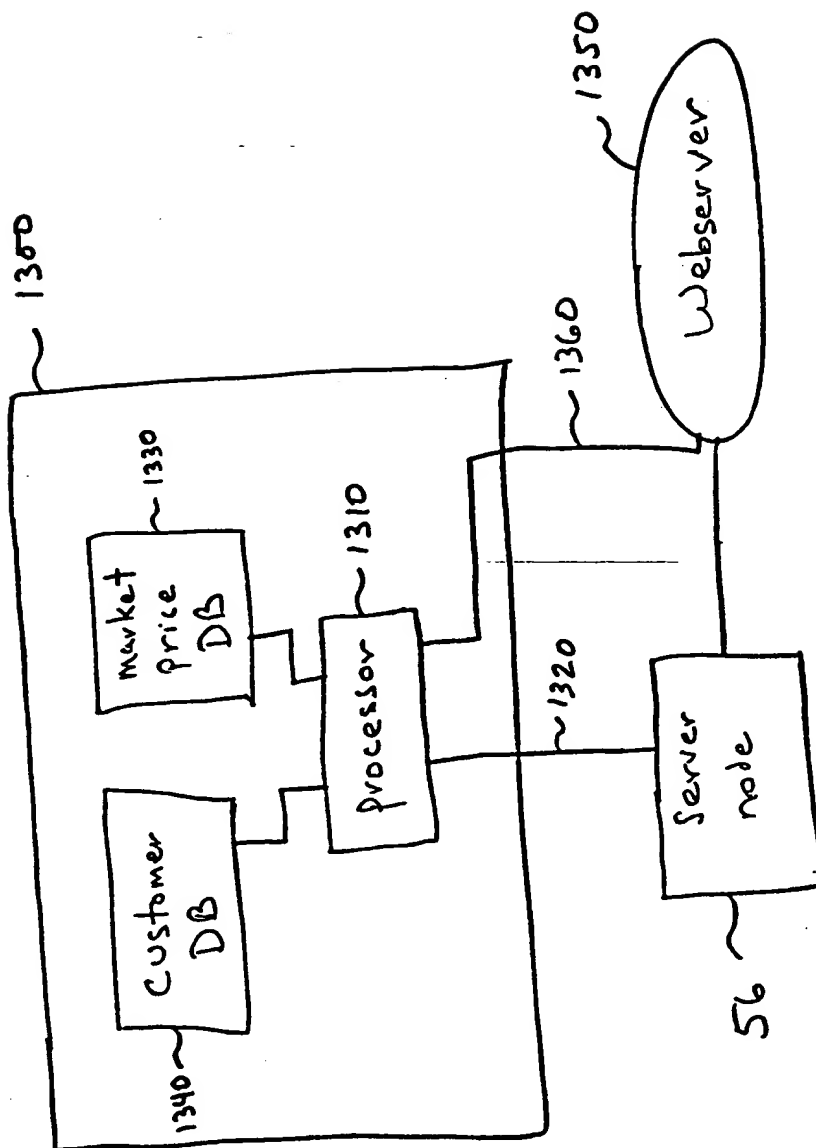 1300
1330
market
price
DB
Customer
DB
1340
1310
processor
1360
1320
1350
Webserver
Server
node
56